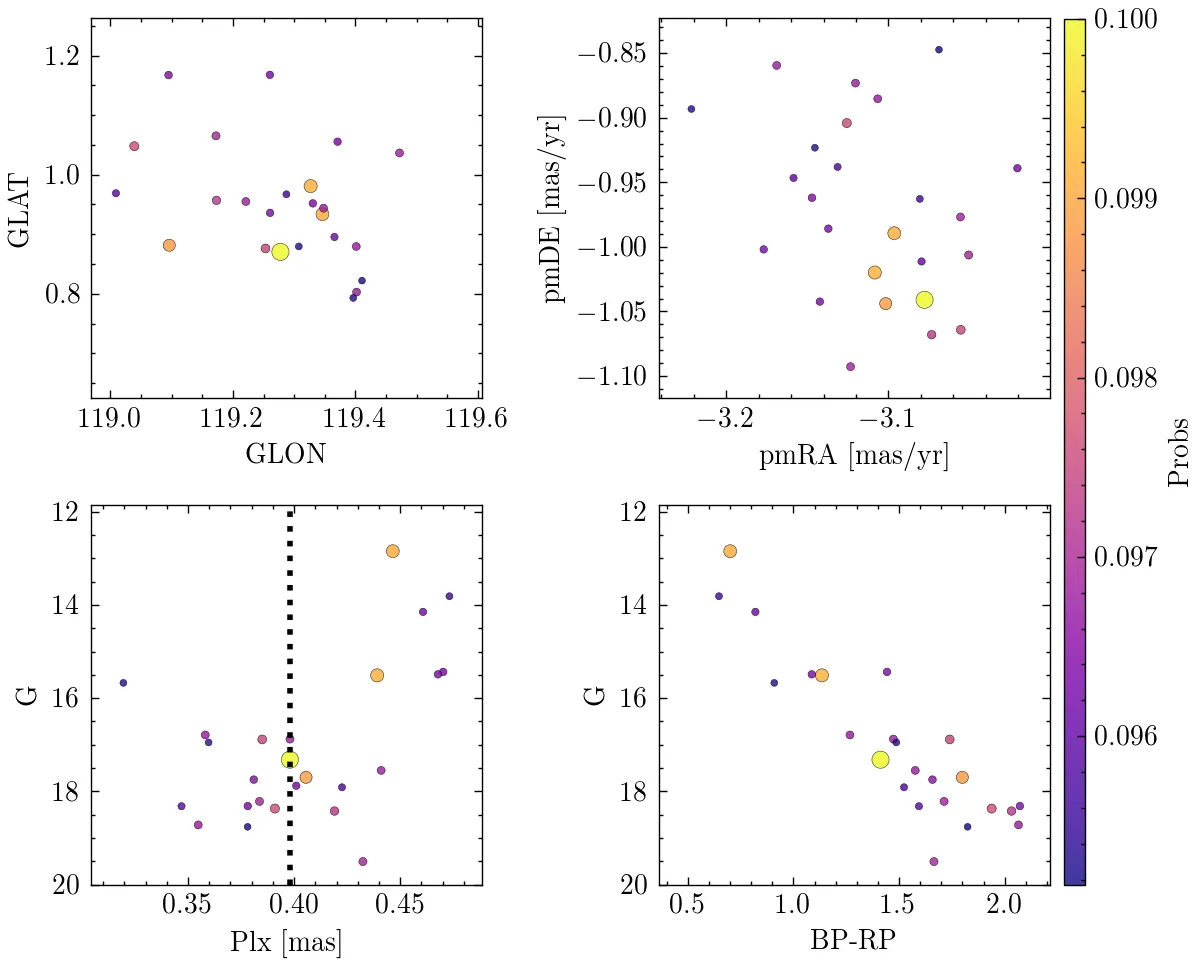 1.2
1.0
0.8
GLAT
119.0 119.2 119.4 119.6
GLON
−0.85
−0.90
−0.95
−1.00
−1.05
−1.10
pmDE [mas/yr]
−3.2 −3.1
pmRA [mas/yr]
0.100
0.099
0.098
0.097
0.096
Probs
12
14
16
18
20
G
0.35 0.40 0.45
Plx [mas]
12
14
16
18
20
G
0.5 1.0 1.5 2.0
BP-RP